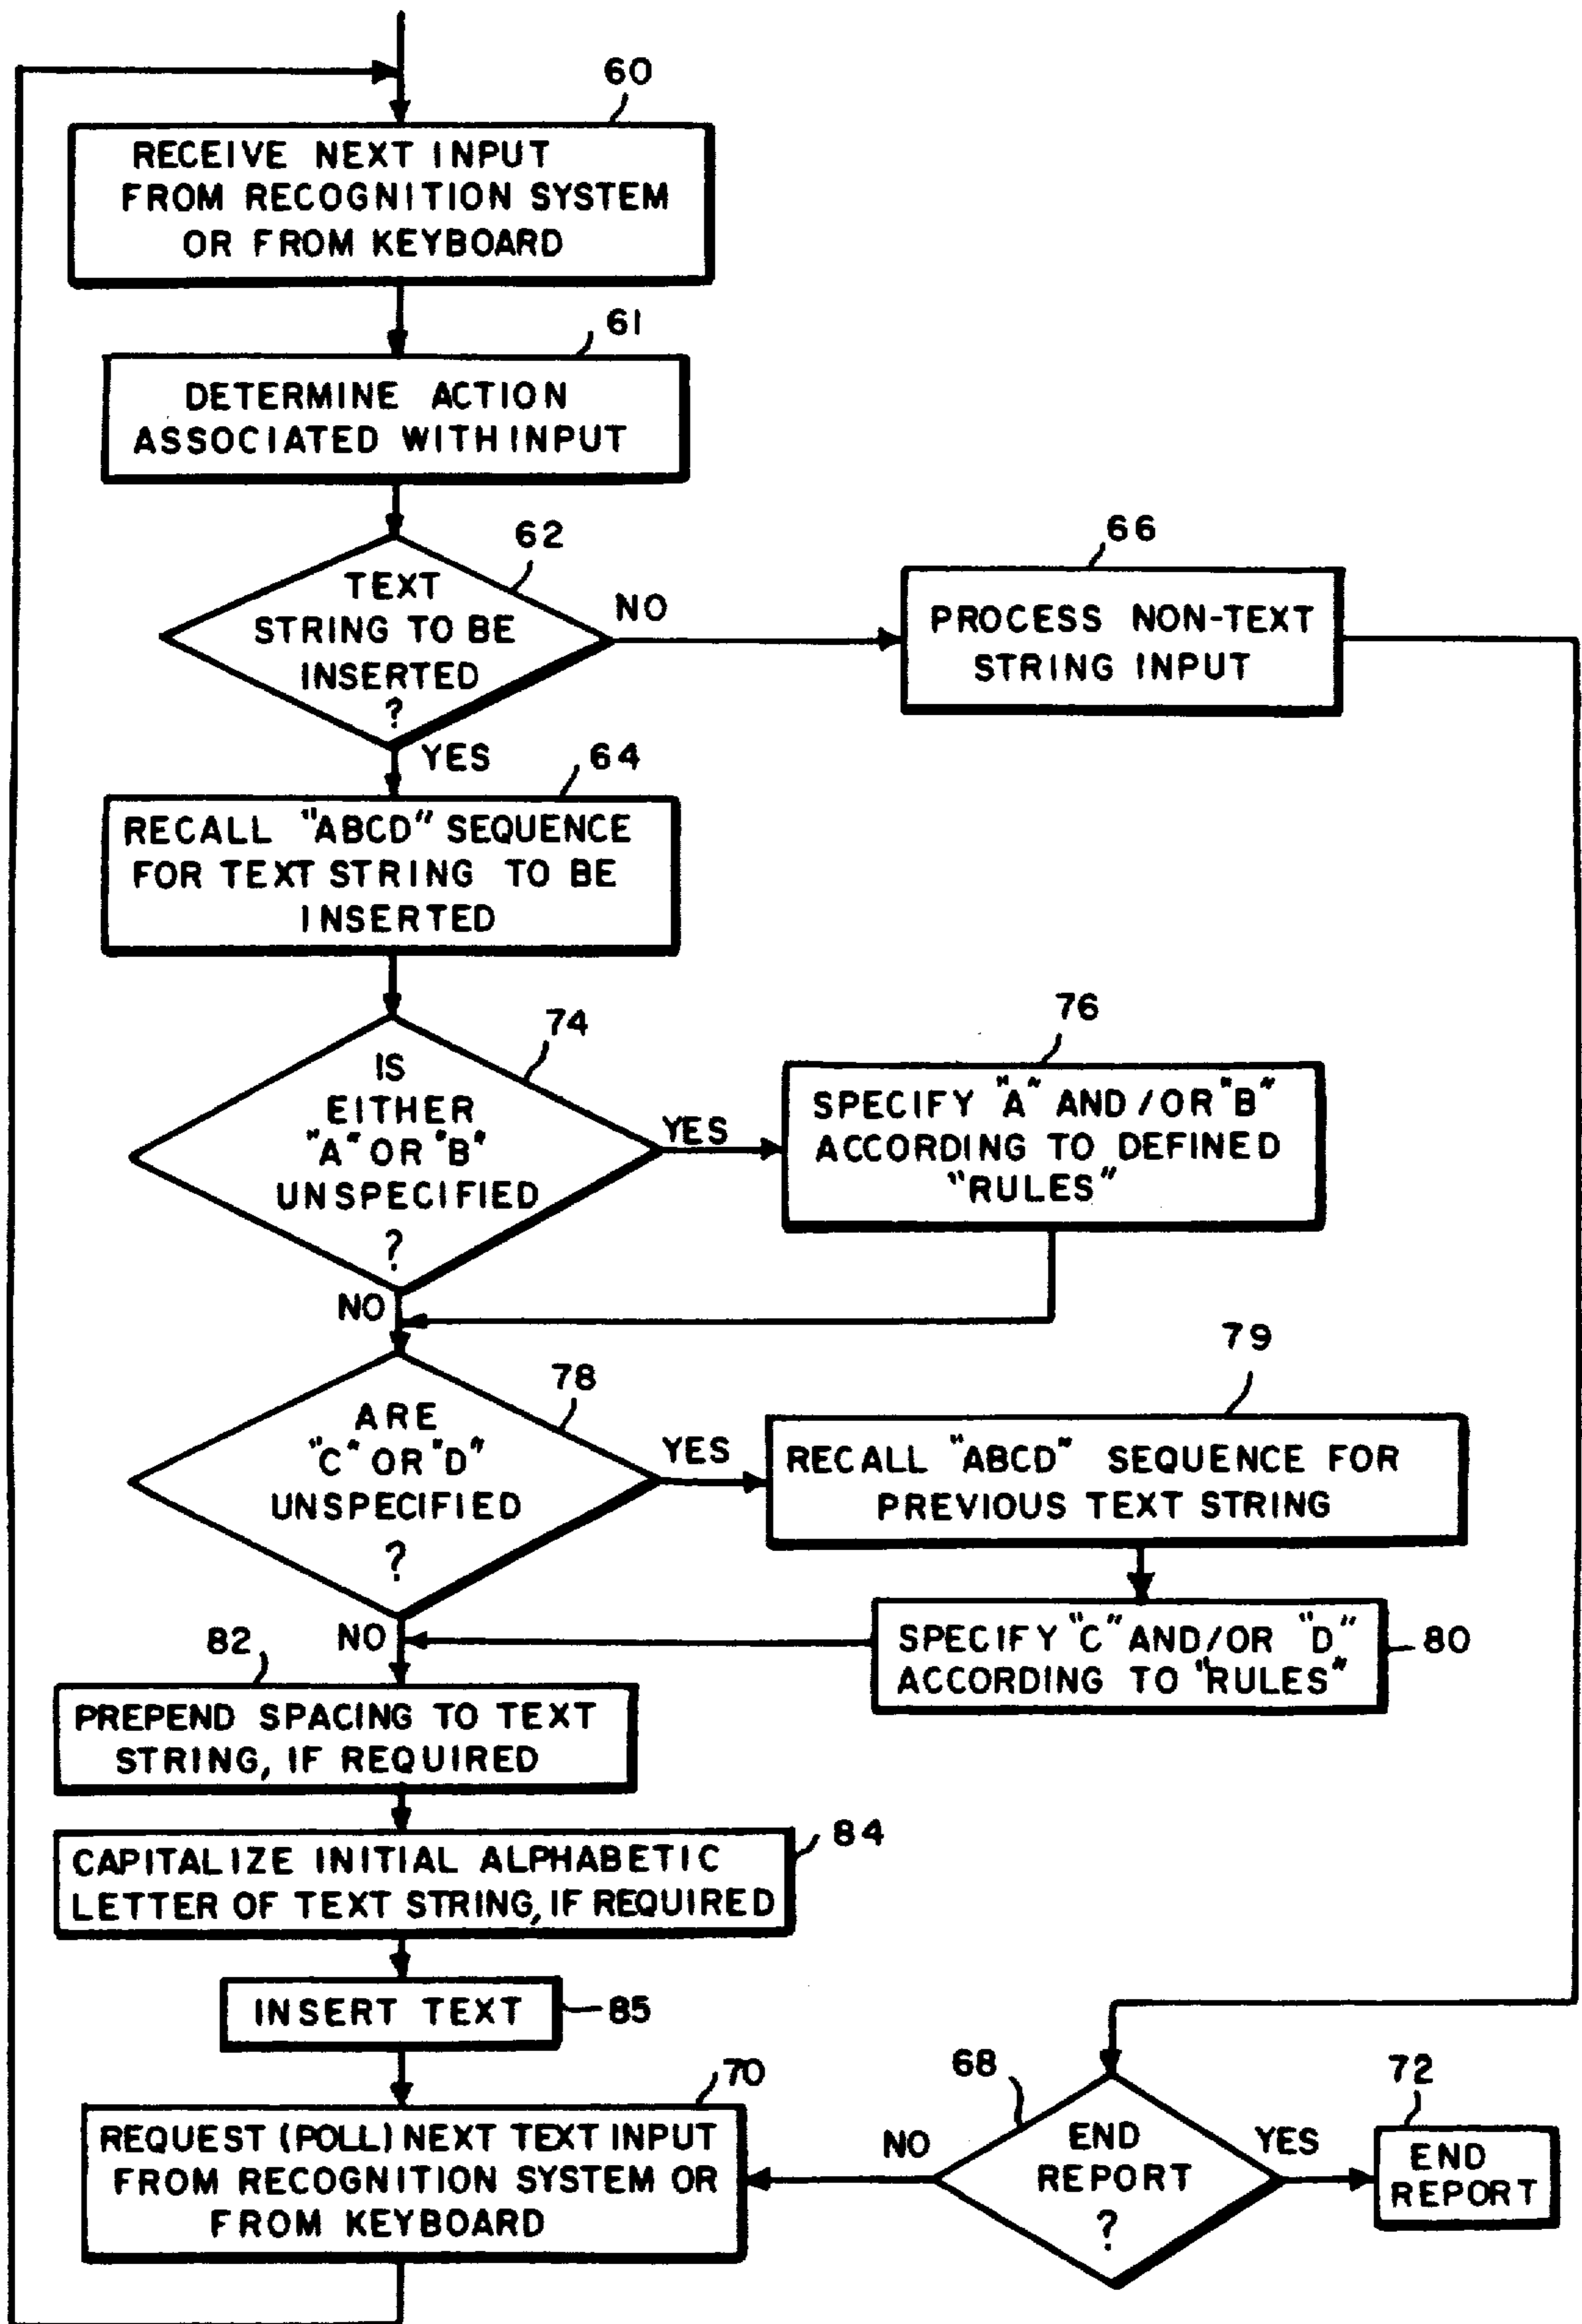 60
RECEIVE NEXT INPUT
FROM RECOGNITION SYSTEM
OR FROM KEYBOARD
61
DETERMINE ACTION
ASSOCIATED WITH INPUT
62
TEXT
STRING TO BE
INSERTED
?
NO
66
PROCESS NON-TEXT
STRING INPUT
YES
64
RECALL "ABCD" SEQUENCE
FOR TEXT STRING TO BE
INSERTED
74
IS
EITHER
"A" OR "B"
UNSPECIFIED
?
YES
76
SPECIFY "A" AND/OR "B"
ACCORDING TO DEFINED
"RULES"
NO
78
ARE
"C" OR "D"
UNSPECIFIED
?
YES
79
RECALL "ABCD" SEQUENCE FOR
PREVIOUS TEXT STRING
NO
SPECIFY "C" AND/OR "D"
ACCORDING TO "RULES"
80
82
PREPEND SPACING TO TEXT
STRING, IF REQUIRED
84
CAPITALIZE INITIAL ALPHABETIC
LETTER OF TEXT STRING, IF REQUIRED
INSERT TEXT
85
70
REQUEST (POLL) NEXT TEXT INPUT
FROM RECOGNITION SYSTEM OR
FROM KEYBOARD
68
END
REPORT
?
NO
YES
72
END
REPORT